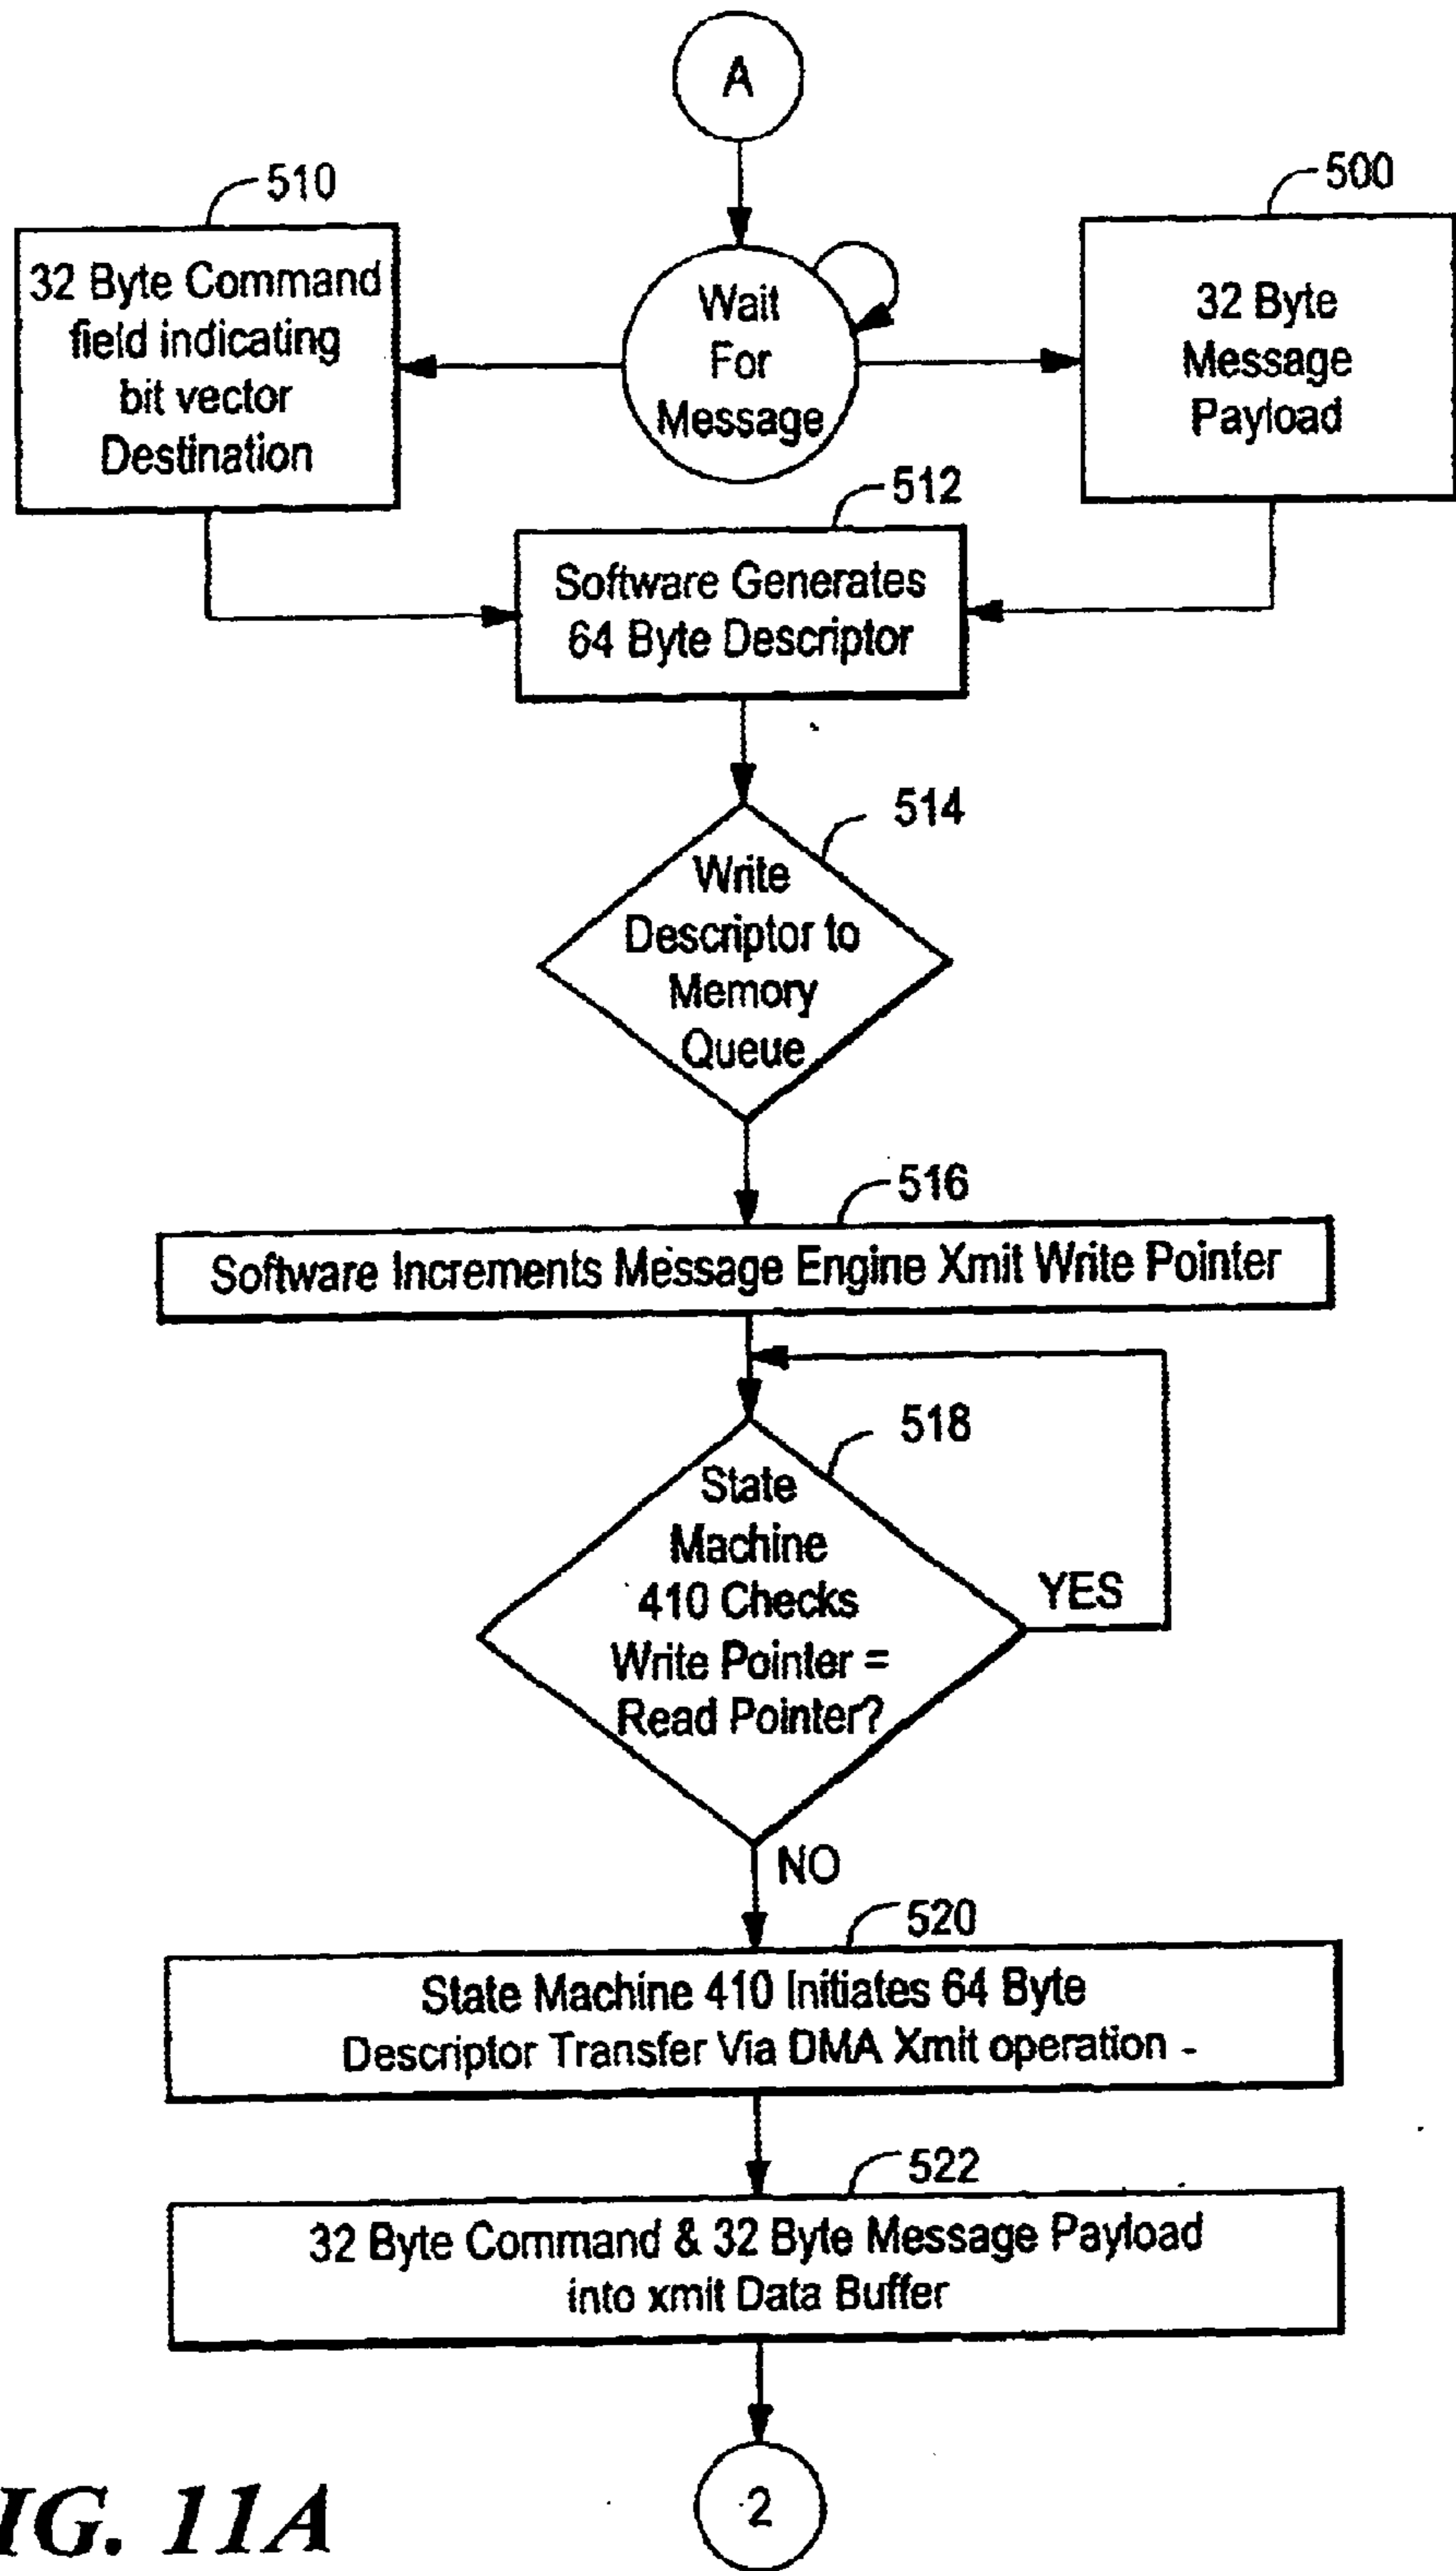 A
510
500
32 Byte Command
field indicating
bit vector
Destination
Wait
For
Message
32 Byte
Message
Payload
512
Software Generates
64 Byte Descriptor
514
Write
Descriptor to
Memory
Queue
516
Software Increments Message Engine Xmit Write Pointer
518
State
Machine
410 Checks
Write Pointer =
Read Pointer?
YES
NO
520
State Machine 410 Initiates 64 Byte
Descriptor Transfer Via DMA Xmit operation -
522
32 Byte Command & 32 Byte Message Payload
into xmit Data Buffer
2
IG. 11A